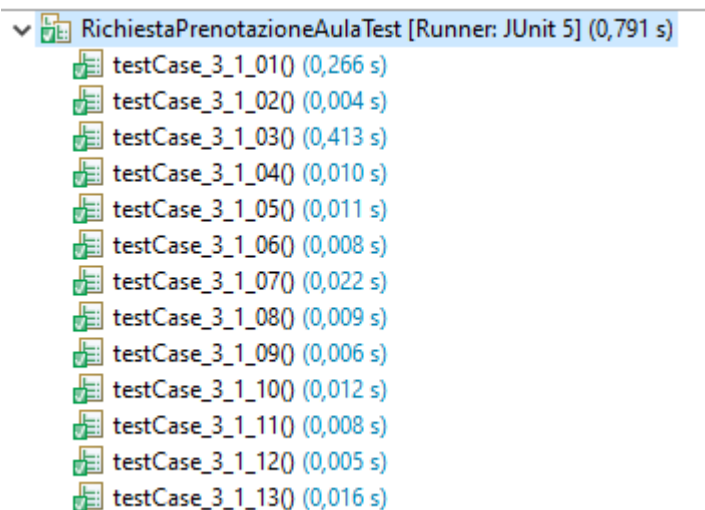 RichiestaPrenotazioneAulaTest [Runner: JUnit 5] (0,791 s)
testCase_3_1_01() (0,266 s)
testCase_3_1_02() (0,004 s)
testCase_3_1_03() (0,413 s)
testCase_3_1_04() (0,010 s)
testCase_3_1_05() (0,011 s)
testCase_3_1_06() (0,008 s)
testCase_3_1_07() (0,022 s)
testCase_3_1_08() (0,009 s)
testCase_3_1_09() (0,006 s)
testCase_3_1_10() (0,012 s)
testCase_3_1_11() (0,008 s)
testCase_3_1_12() (0,005 s)
testCase_3_1_13() (0,016 s)